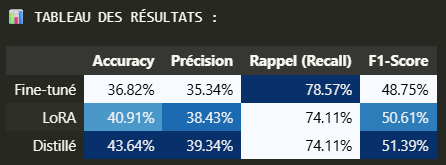 📊 TABLEAU DES RÉSULTATS :
Accuracy Précision Rappel (Recall) F1-Score
Fine-tuné 36.82% 35.34% 78.57% 48.75%
LoRA 40.91% 38.43% 74.11% 50.61%
Distillé 43.64% 39.34% 74.11% 51.39%